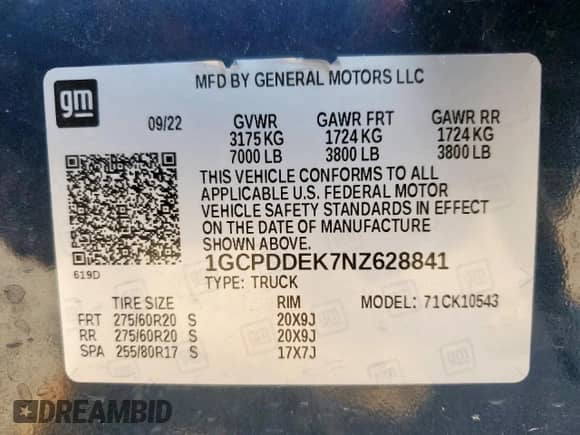 gm
MFD BY GENERAL MOTORS LLC
09/22 GVWR GAWR FRT GAWR RR
3175 KG 1724 KG 1724 KG
7000 LB 3800 LB 3800 LB
THIS VEHICLE CONFORMS TO ALL
APPLICABLE U.S. FEDERAL MOTOR
VEHICLE SAFETY STANDARDS IN EFFECT
ON THE DATE OF MANUFACTURE
SHOWN ABOVE.
619D
1GCPDDEK7NZ628841
TYPE: TRUCK
TIRE SIZE RIM MODEL: 71CK10543
FRT 275/60R20 S 20X9J
RR 275/60R20 S 20X9J
SPA 255/80R17 S 17X7J
DREAMBID